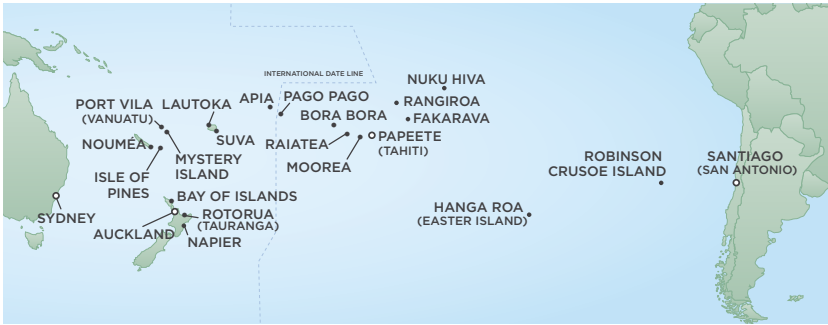 INTERNATIONAL DATE LINE
NUKU HIVA
PORT VILA
(VANUATU)
LAUTOKA
APIA
PAGO PAGO
RANGIROA
BORA BORA
FAKARAVA
NOUMÉA
SUVA
RAIATEA
PAPEETE
(TAHITI)
MYSTERY
ISLAND
MOOREA
ISLE OF
PINES
ROBINSON
CRUSOE ISLAND
SANTIAGO
(SAN ANTONIO)
BAY OF ISLANDS
SYDNEY
ROTORUA
(TAURANGA)
AUCKLAND
NAPIER
HANGA ROA
(EASTER ISLAND)